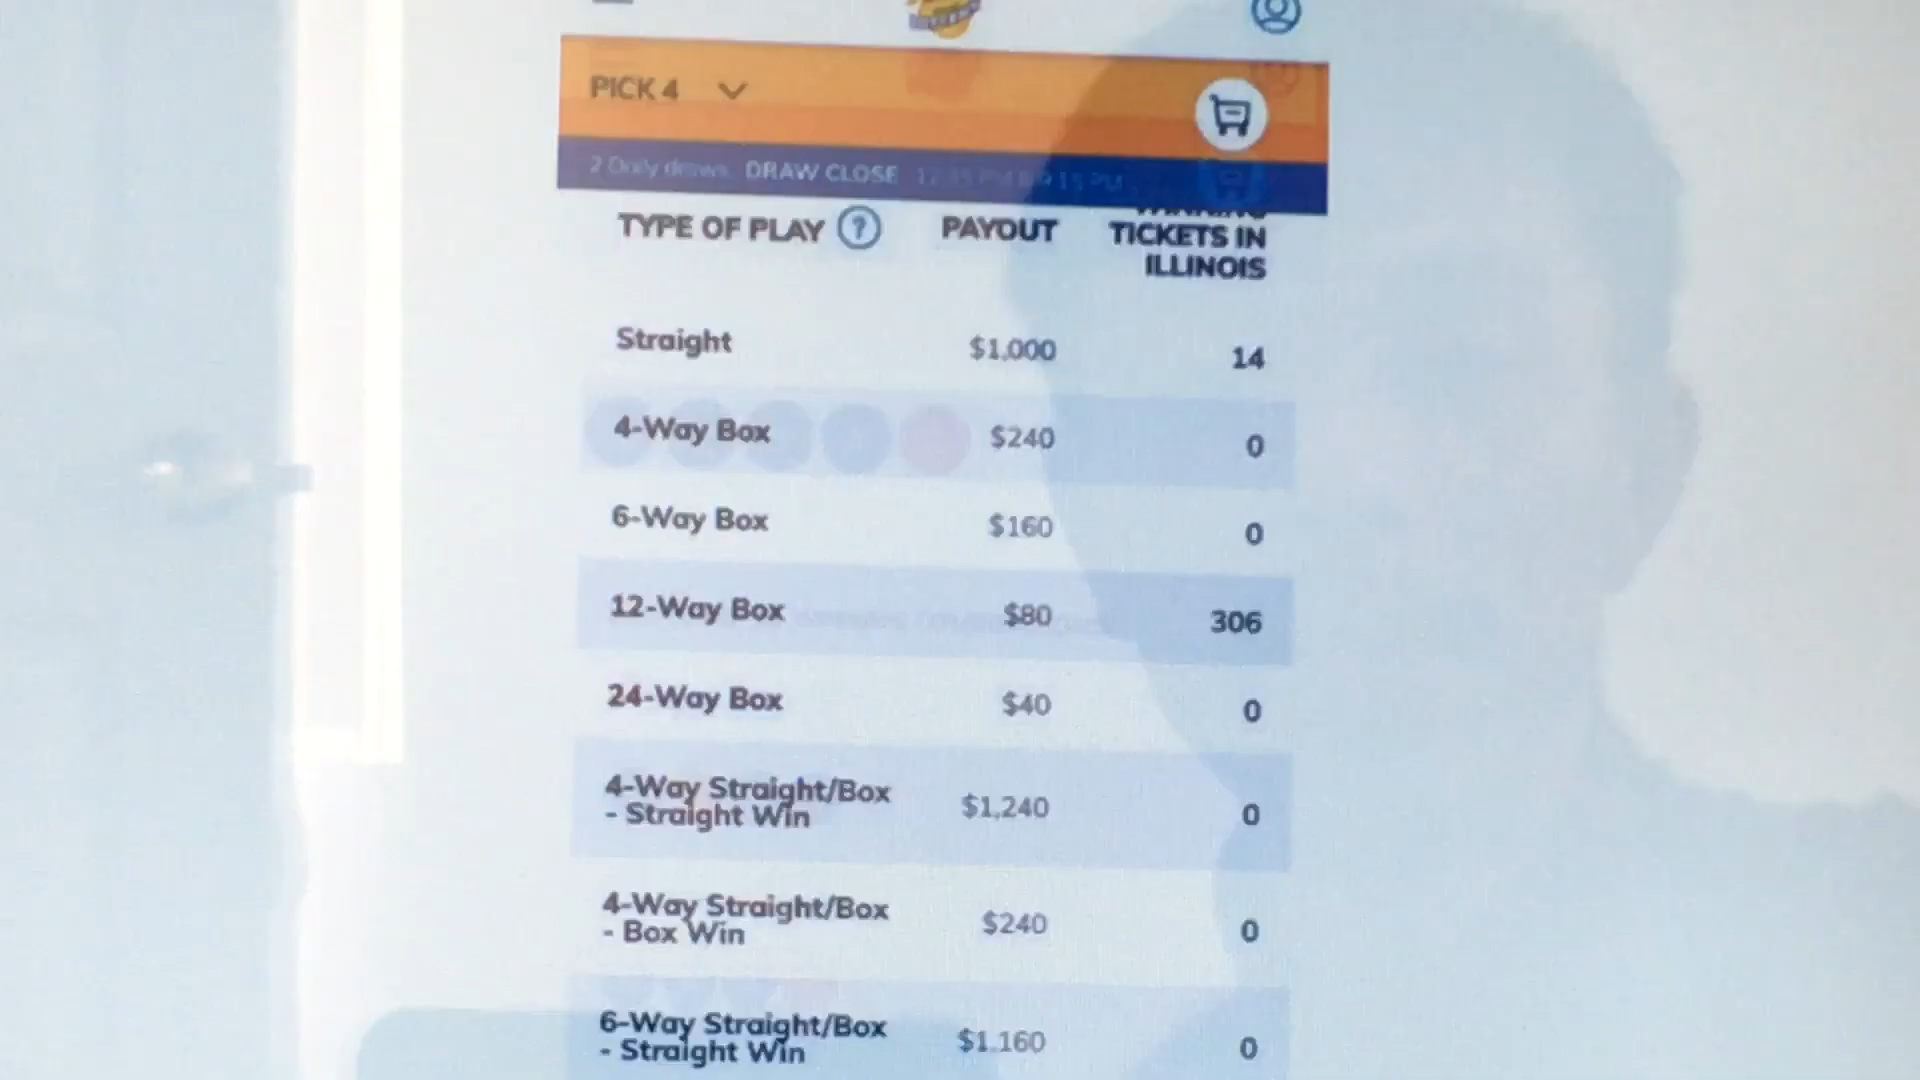 PICK 4
2 Daily draws DRAW CLOSE
TYPE OF PLAY ? PAYOUT TICKETS IN
ILLINOIS
Straight $1,000 14
4-Way Box $240 0
6-Way Box $160 0
12-Way Box $80 306
24-Way Box $40 0
4-Way Straight/Box
- Straight Win $1,240 0
4-Way Straight/Box
- Box Win $240 0
6-Way Straight/Box
- Straight Win $1,160 0